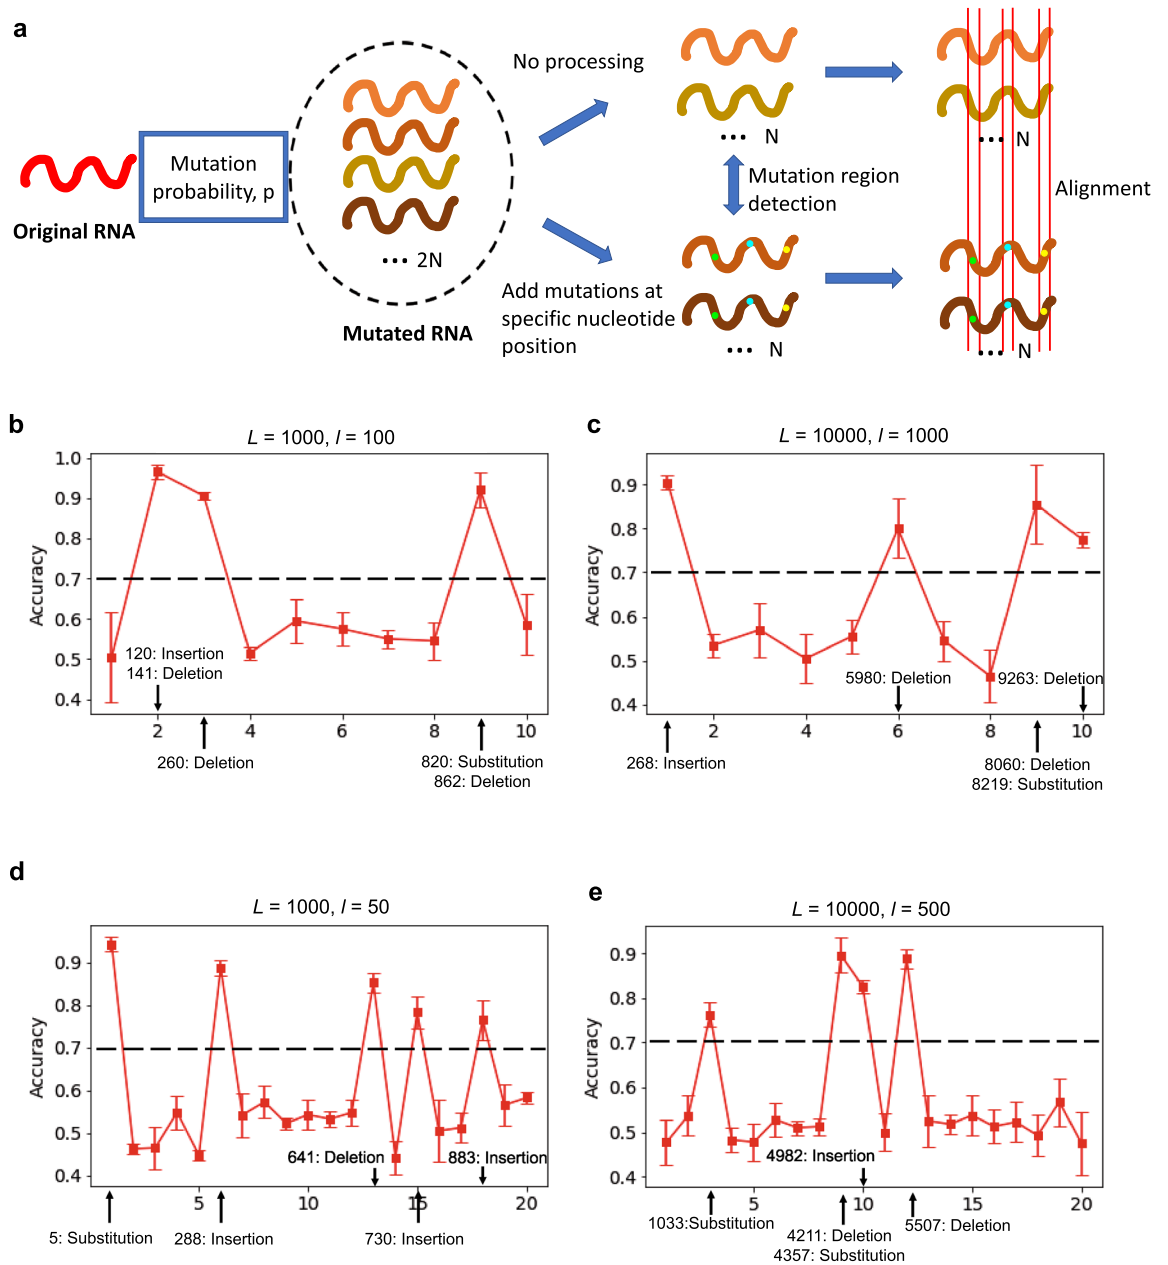 a
No processing
Mutation
probability, p
Original RNA
2N
Mutated RNA
Add mutations at
specific nucleotide
position
N
Mutation region
detection
N
N
Alignment
N
b
L = 1000, l = 100
Accuracy
1.0
0.9
0.8
0.7
0.6
0.5
0.4
120: Insertion
141: Deletion
2
4
6
8
10
260: Deletion
820: Substitution
862: Deletion
c
L = 10000, l = 1000
Accuracy
0.9
0.8
0.7
0.6
0.5
0.4
5980: Deletion
9263: Deletion
2
4
6
8
10
268: Insertion
8060: Deletion
8219: Substitution
d
L = 1000, l = 50
Accuracy
0.9
0.8
0.7
0.6
0.5
0.4
641: Deletion
883: Insertion
5
10
15
20
5: Substitution
288: Insertion
730: Insertion
e
L = 10000, l = 500
Accuracy
0.9
0.8
0.7
0.6
0.5
0.4
4982: Insertion
5
10
15
20
1033:Substitution
4211: Deletion
4357: Substitution
5507: Deletion